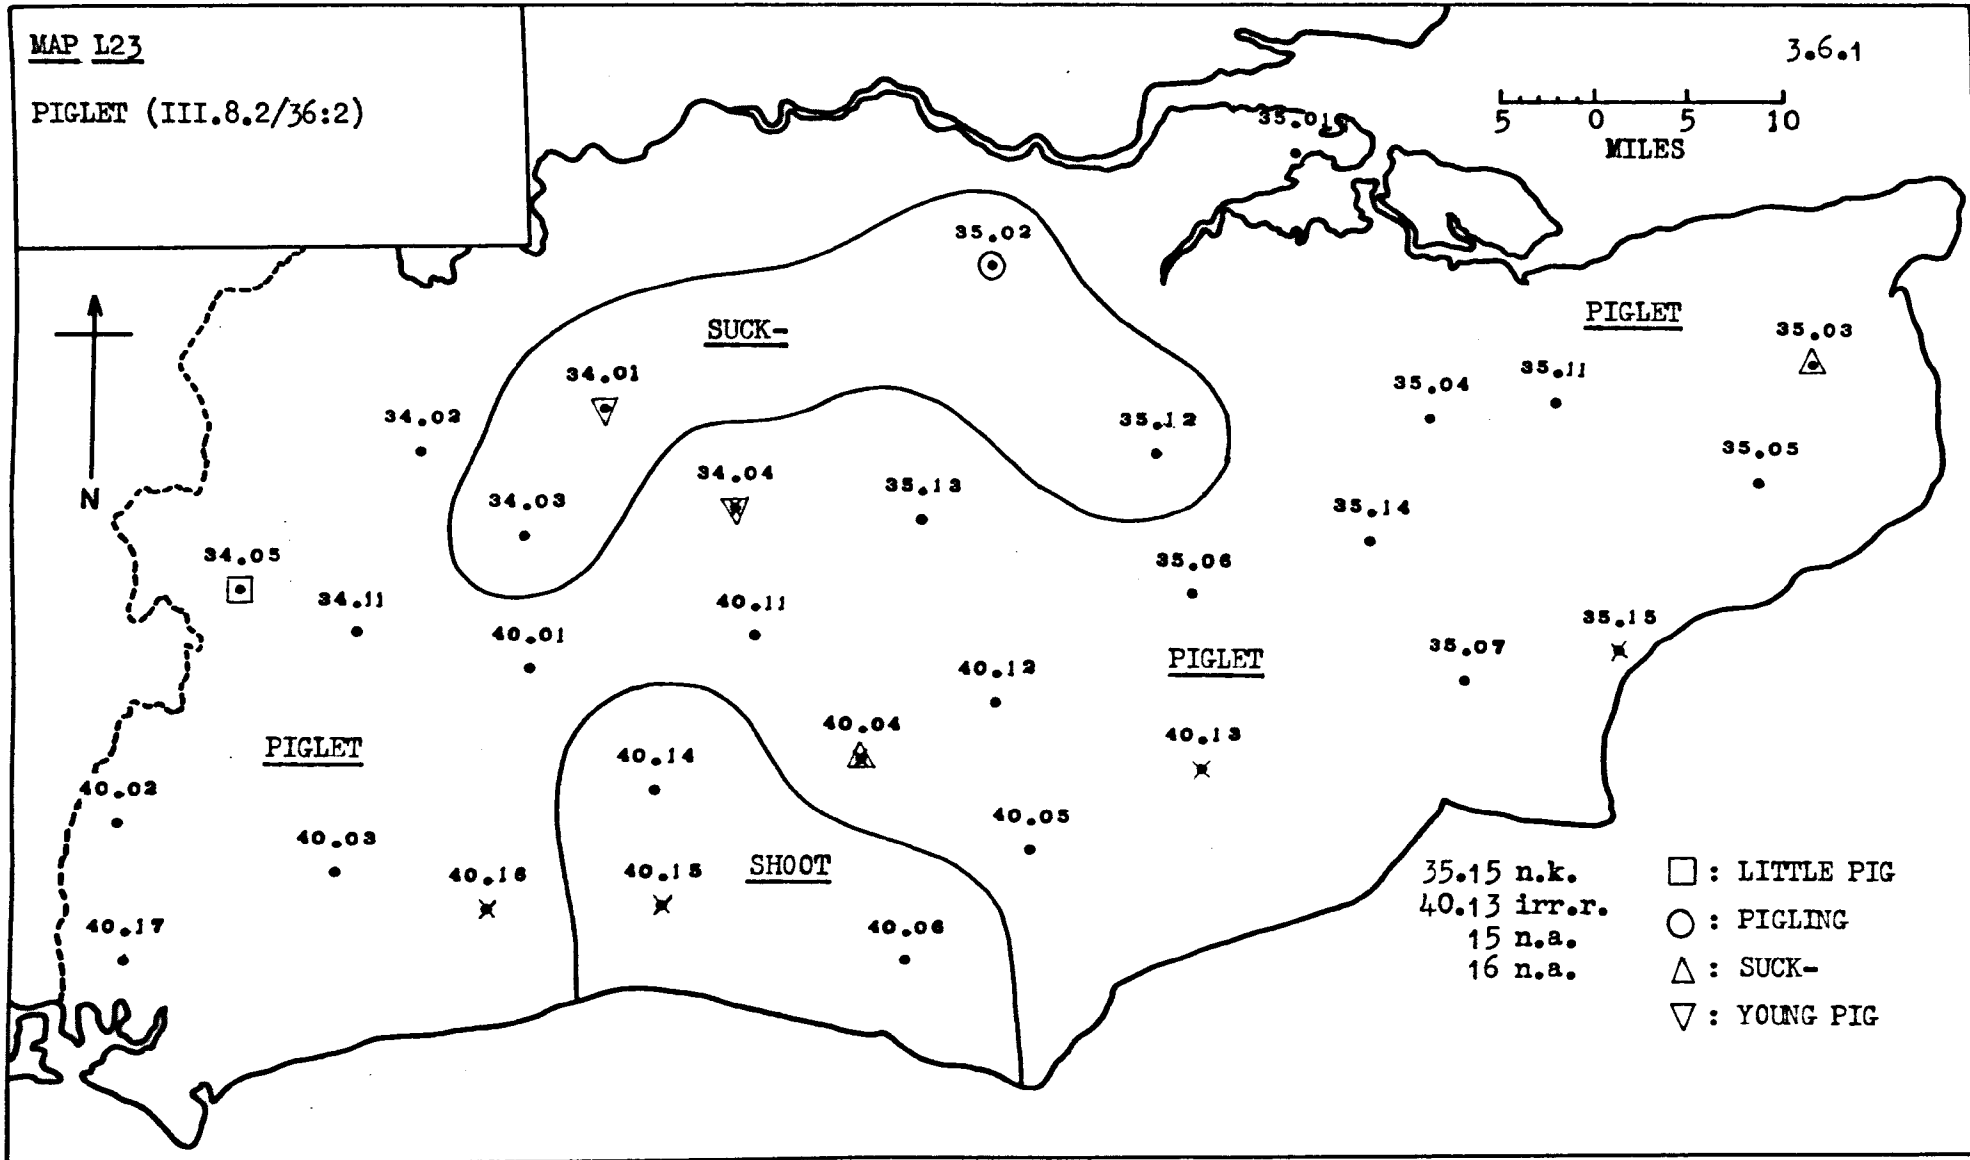 MAP L23
PIGLET (III.8.2/36:2)
3.6.1
5 0 5 10
MILES
35.01
35.02
PIGLET
SUCK-
35.03
34.01
35.04
35.11
34.02
35.12
35.05
34.04
35.13
34.03
35.14
34.05
35.06
34.11
40.11
35.15
40.01
35.07
40.12
PIGLET
N
40.04
40.13
PIGLET
40.14
40.02
40.05
40.03
SHOOT
40.16
40.15
40.17
40.06
35.15 n.k.
40.13 irr.r.
15 n.a.
16 n.a.
: LITTLE PIG
: PIGLING
: SUCK-
: YOUNG PIG